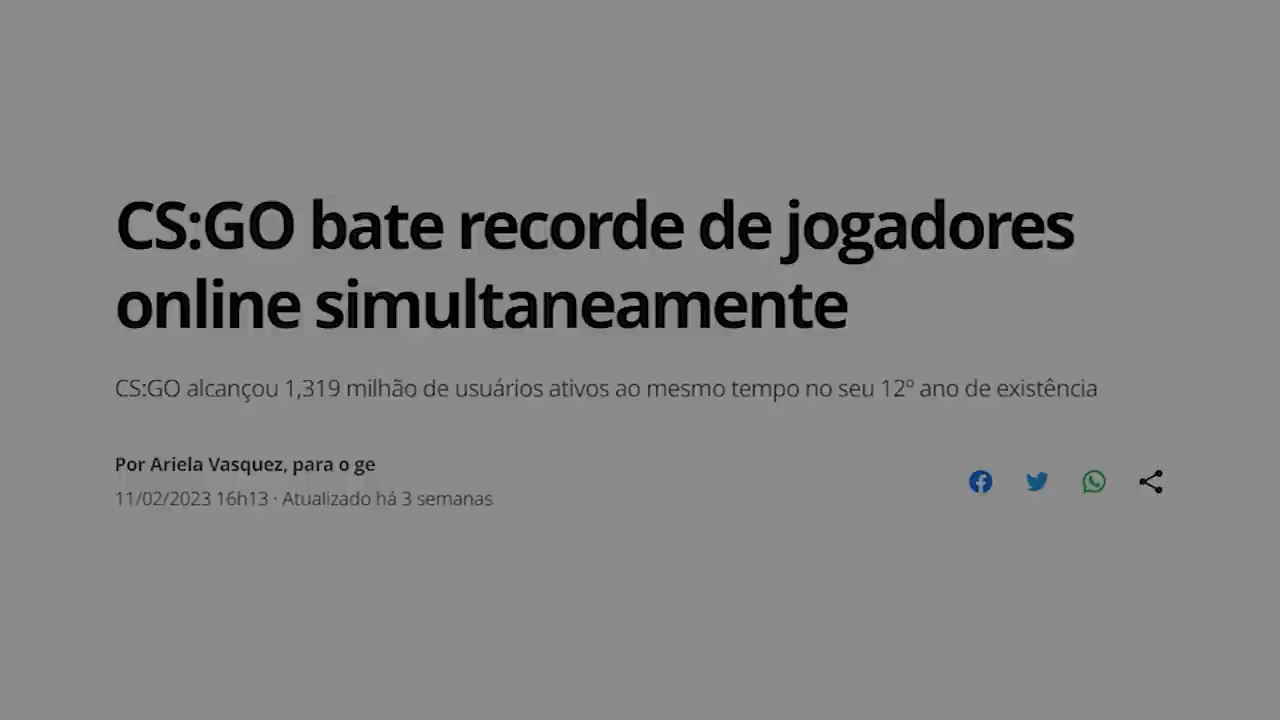 CS:GO bate recorde de jogadores
online simultaneamente
CS:GO alcançou 1,319 milhão de usuários ativos ao mesmo tempo no seu 12º ano de existência
Por Ariela Vasquez, para o ge
11/02/2023 16h13 · Atualizado há 3 semanas